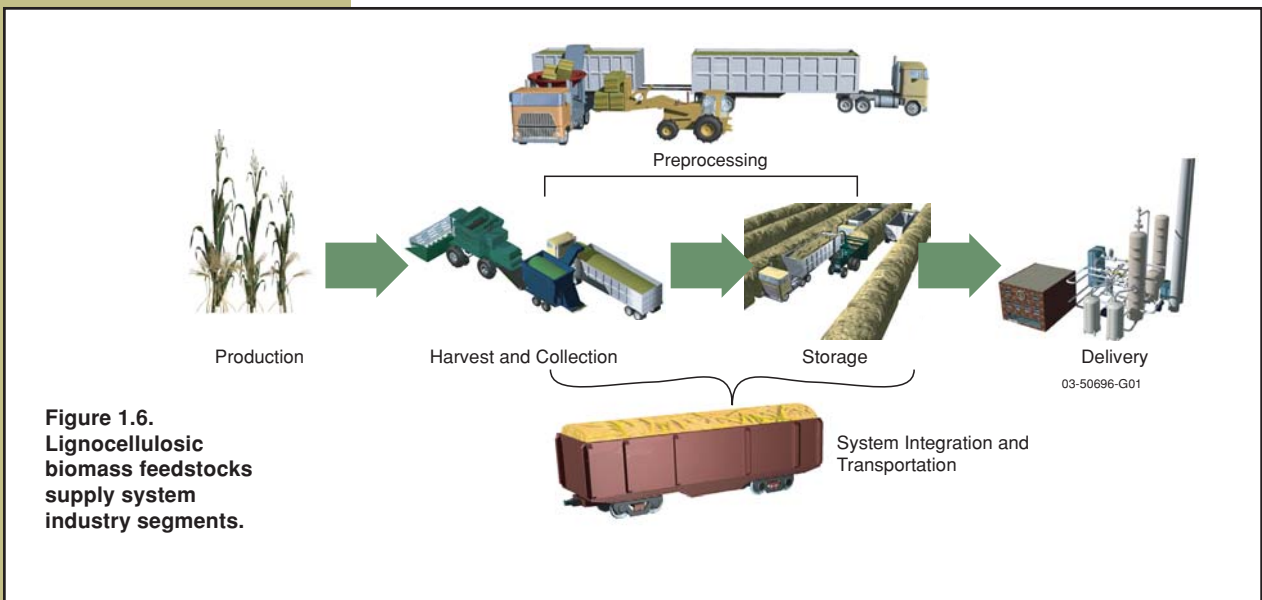 Preprocessing
Production
Harvest and Collection
Storage
Delivery
03-50696-G01
Figure 1.6.
Lignocellulosic
biomass feedstocks
supply system
industry segments.
System Integration and
Transportation